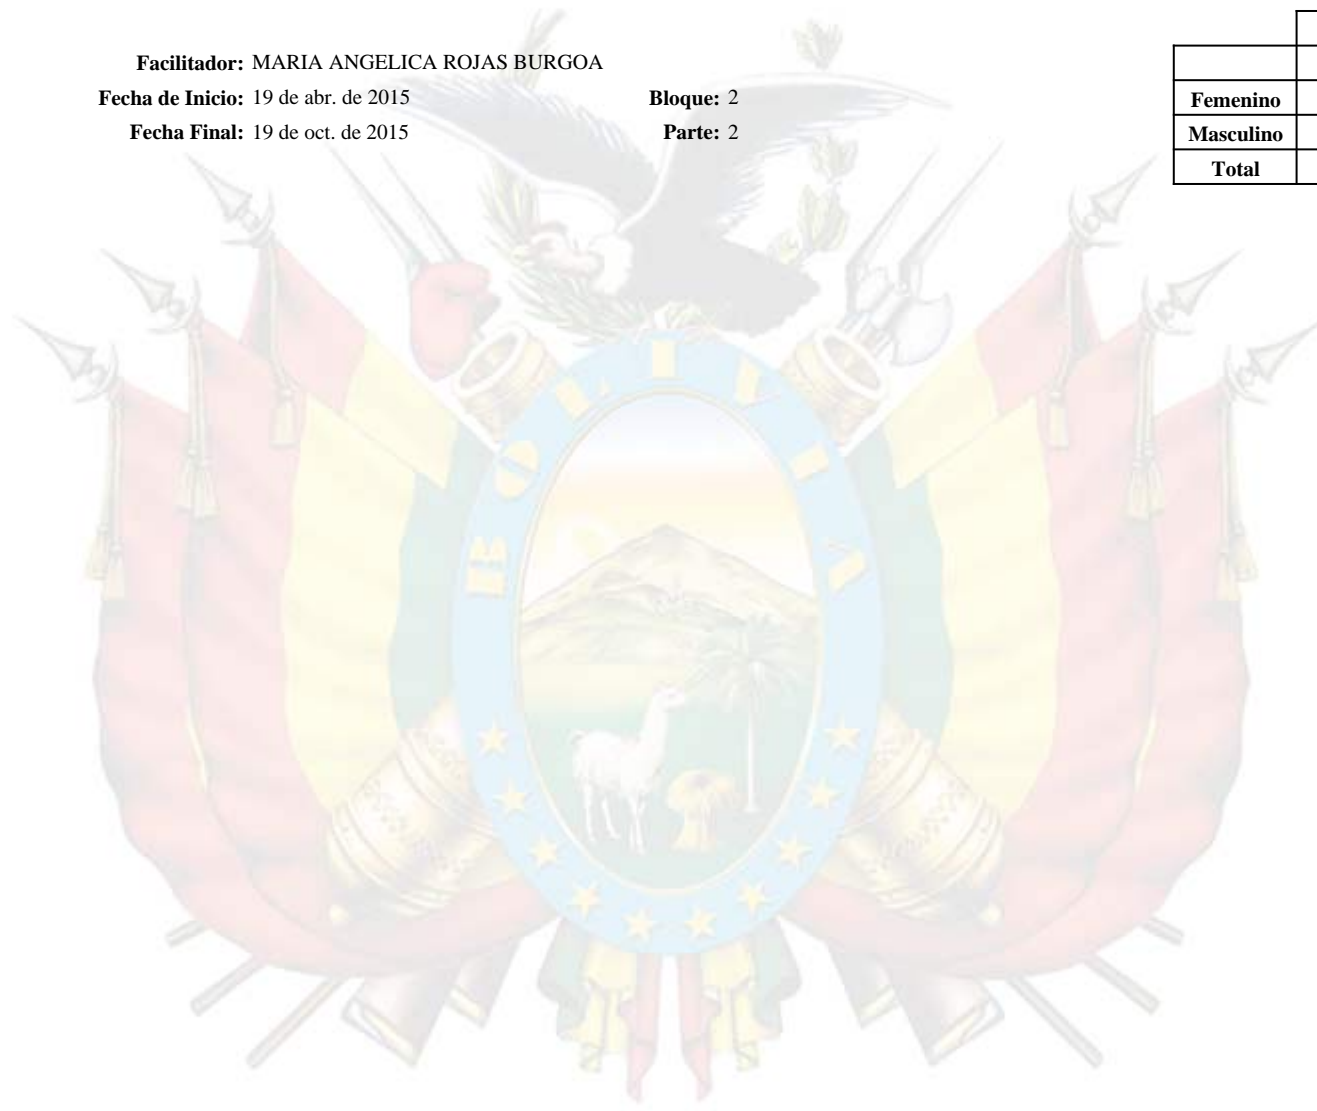 Facilitador: MARIA ANGELICA ROJAS BURGOA
Fecha de Inicio: 19 de abr. de 2015 Bloque: 2
Fecha Final: 19 de oct. de 2015 Parte: 2
Femenino
Masculino
Total
BOLIVIA